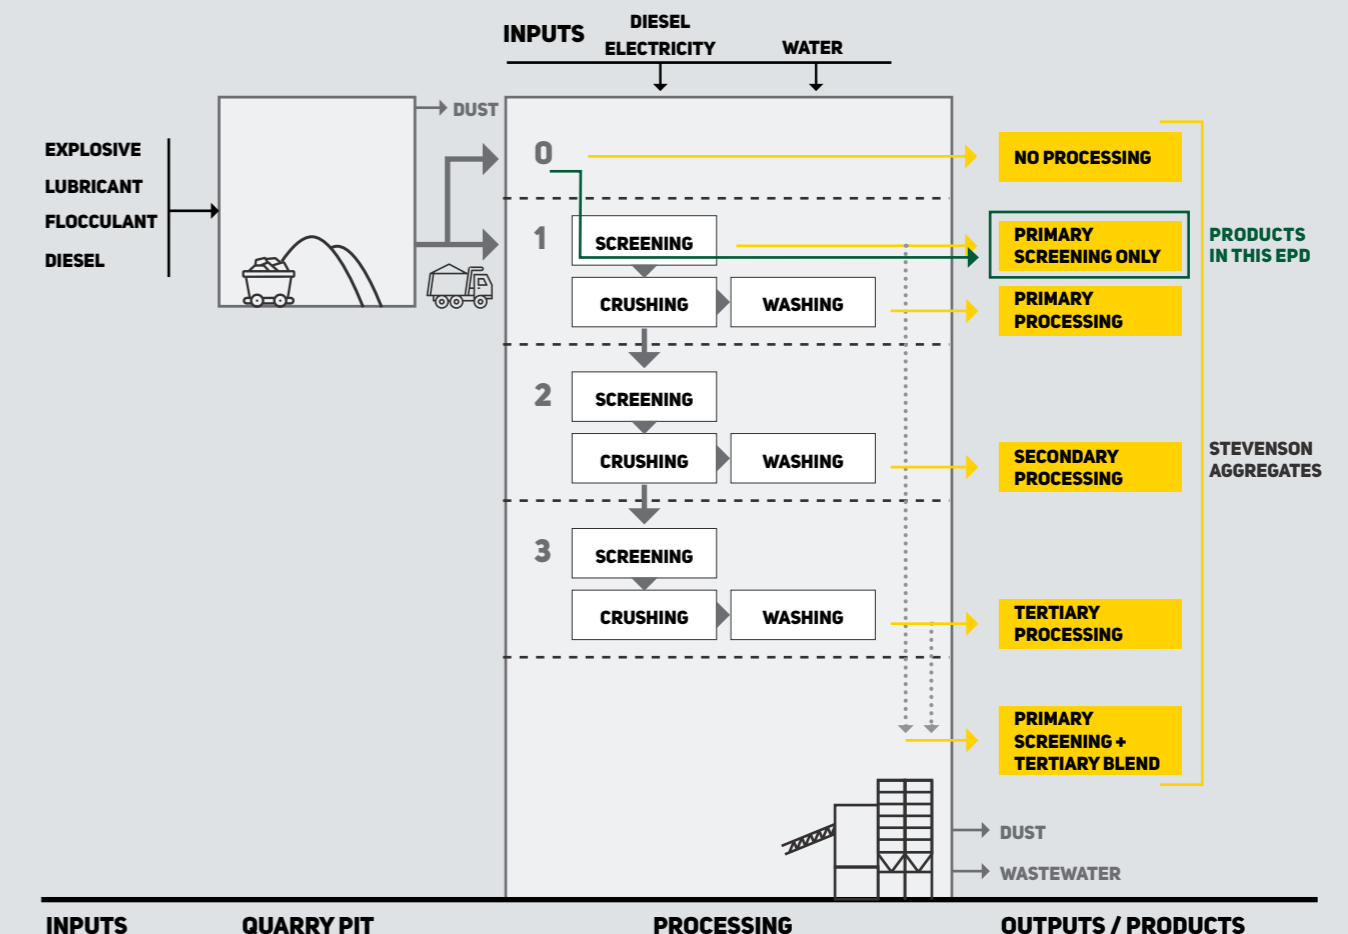 INPUTS
DIESEL
ELECTRICITY
WATER
EXPLOSIVE
LUBRICANT
FLOCCULANT
DIESEL
DUST
0
NO PROCESSING
1
SCREENING
PRIMARY
SCREENING ONLY
PRODUCTS
IN THIS EPD
CRUSHING
WASHING
PRIMARY
PROCESSING
2
SCREENING
CRUSHING
WASHING
SECONDARY
PROCESSING
STEVENSON
AGGREGATES
3
SCREENING
CRUSHING
WASHING
TERTIARY
PROCESSING
PRIMARY
SCREENING +
TERTIARY BLEND
DUST
WASTEWATER
INPUTS
QUARRY PIT
PROCESSING
OUTPUTS / PRODUCTS